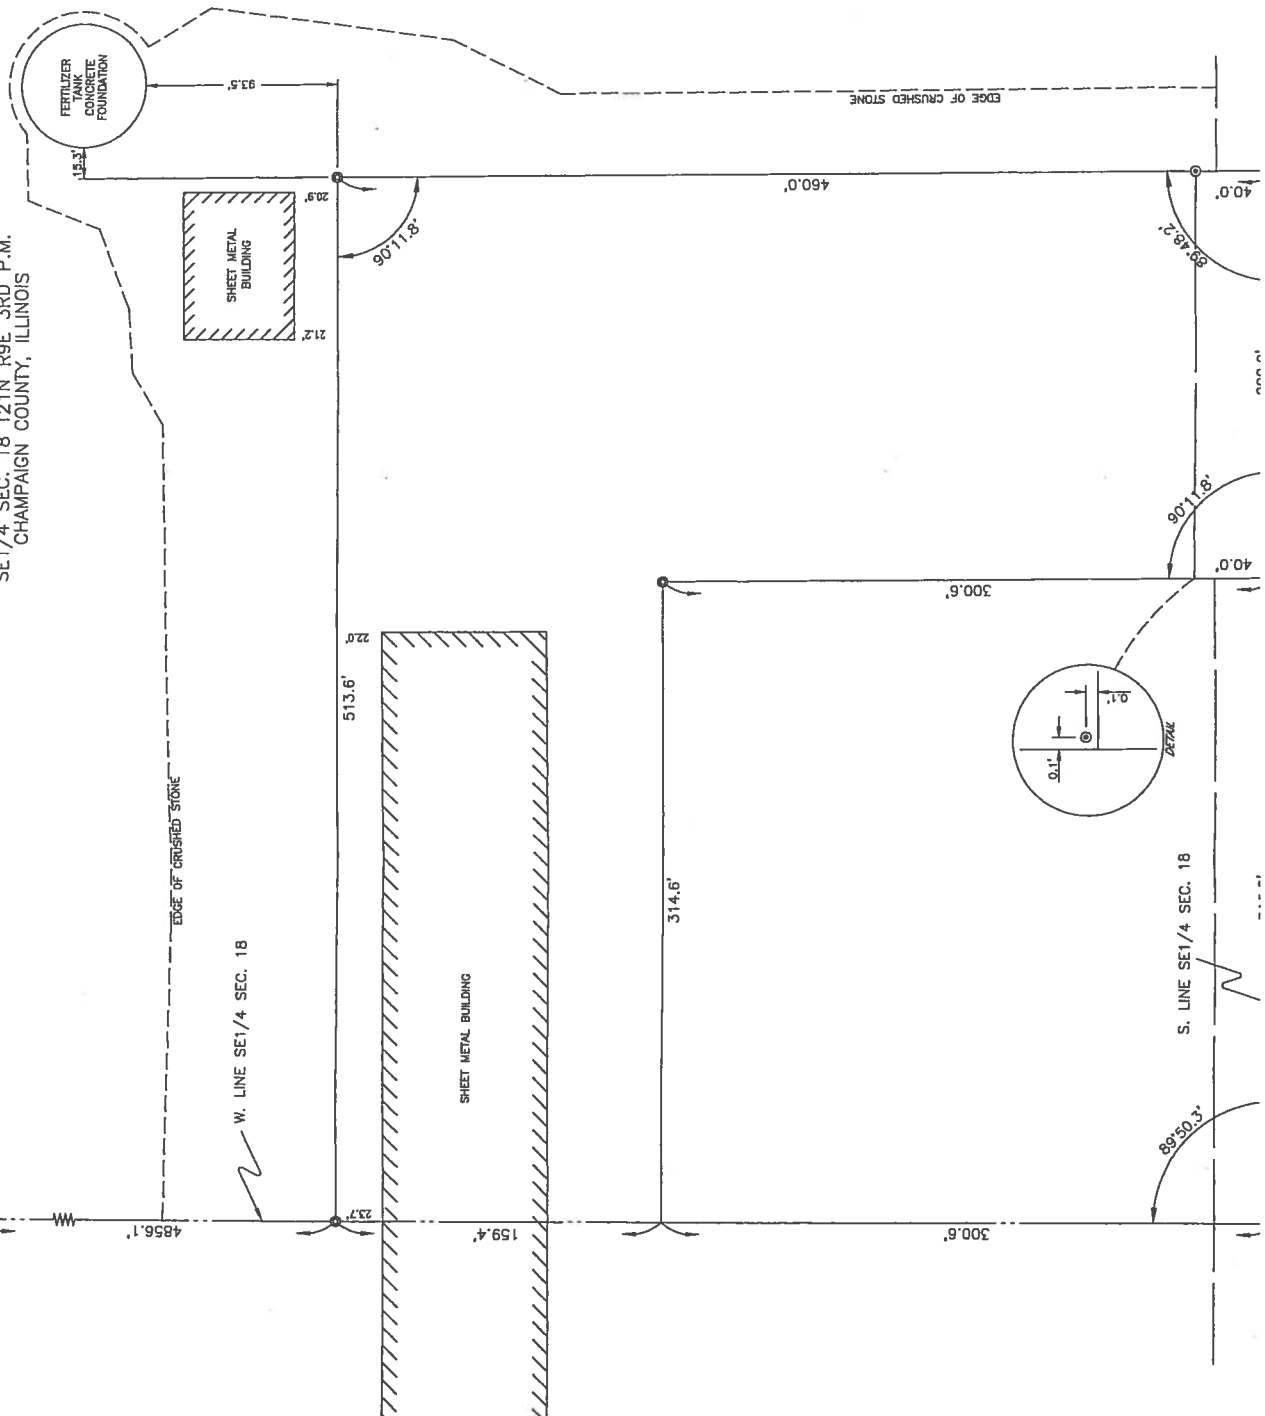 SE1/4 SEC. 18 T21N R9E 3RD P.M.
CHAMPAIGN COUNTY, ILLINOIS
FERTILIZER
TANK
CONCRETE
FOUNDATION
93.5'
15.3'
EDGE OF CRUSHED STONE
20.9'
SHEET METAL
BUILDING
21.2'
90°11.8'
460.0'
89°48.2'
40.0'
513.6'
22.0'
300.6'
90°11.8'
40.0'
EDGE OF CRUSHED STONE
W. LINE SE1/4 SEC. 18
SHEET METAL BUILDING
314.6'
0.1'
0.1'
DETAIL
S. LINE SE1/4 SEC. 18
89°50.3'
4856.1'
23.7'
159.4'
300.6'